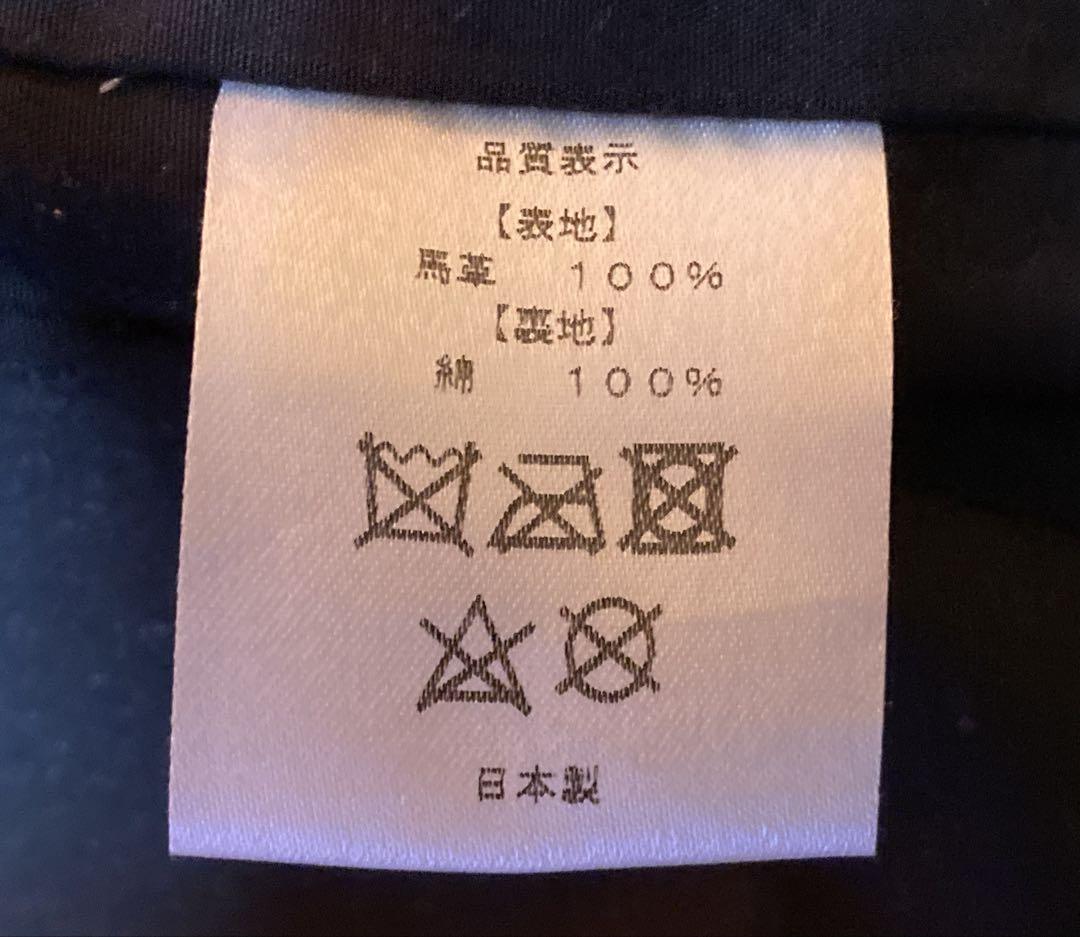 品質表示
【表地】
馬革　１００％
【裏地】
綿　１００％
日本製